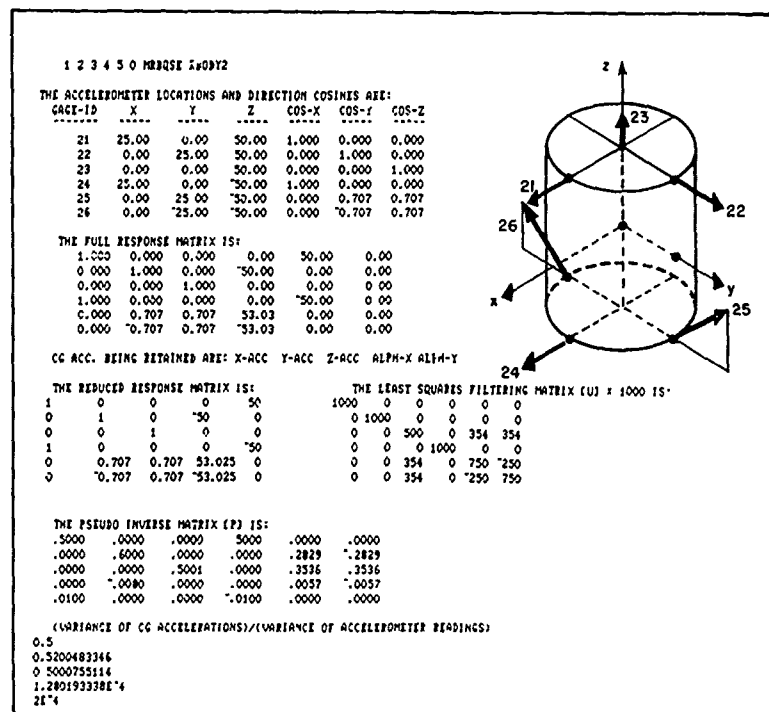 1 2 3 4 5 0 MRBQSE
THE ACCELEROMETER LOCATIONS AND DIRECTION COSINES ARE:
GAGE-ID X Y Z COS-X COS-Y COS-Z
21 25.00 0.00 50.00 1.000 0.000 0.000
22 0.00 25.00 50.00 0.000 1.000 0.000
23 0.00 0.00 50.00 0.000 0.000 1.000
24 25.00 0.00 ¯50.00 1.000 0.000 0.000
25 0.00 25 00 ¯50.00 0.000 0.707 0.707
26 0.00 ¯25.00 ¯50.00 0.000 ¯0.707 0.707
THE FULL RESPONSE MATRIX IS:
1.000 0.000 0.000 0.00 50.00 0.00
0 000 1.000 0.000 ¯50.00 0.00 0 00
0.000 0.000 1.000 0.00 0.00 0 00
1.000 0.000 0.000 0.00 ¯50.00 0.00
0.000 0.707 0.707 53.03 0.00 0.00
0.000 ¯0.707 0.707 ¯53.03 0.00 0.00
CG ACC. BEING RETAINED ARE: X-ACC Y-ACC Z-ACC ALPH-X ALPH-Y
THE REDUCED RESPONSE MATRIX IS:
1 0 0 0 50
0 1 0 ¯50 0
0 0 1 0 0
1 0 0 0 ¯50
0 0.707 0.707 53.025 0
0 ¯0.707 0.707 ¯53.025 0
THE LEAST SQUARES FILTERING MATRIX [U] X 1000 IS:
1000 0 0 0 0 0
0 1000 0 0 0 0
0 0 500 0 354 354
0 0 0 1000 0 0
0 0 354 0 750 ¯250
0 0 354 0 ¯250 750
THE PSEUDO INVERSE MATRIX [P] IS:
.5000 .0000 .0000 5000 .0000 .0000
.0000 .6000 .0000 .0000 .2829 ¯.2829
.0000 .0000 .5001 .0000 .3536 .3536
.0000 ¯.0080 .0000 .0000 .0057 ¯.0057
.0100 .0000 .0000 ¯.0100 .0000 .0000
(VARIANCE OF CG ACCELERATIONS)/(VARIANCE OF ACCELEROMETER READINGS)
0.5
0.5200483346
0 5000755114
1.280193338E¯4
2E¯4
z
23
21
22
26
x
y
25
24